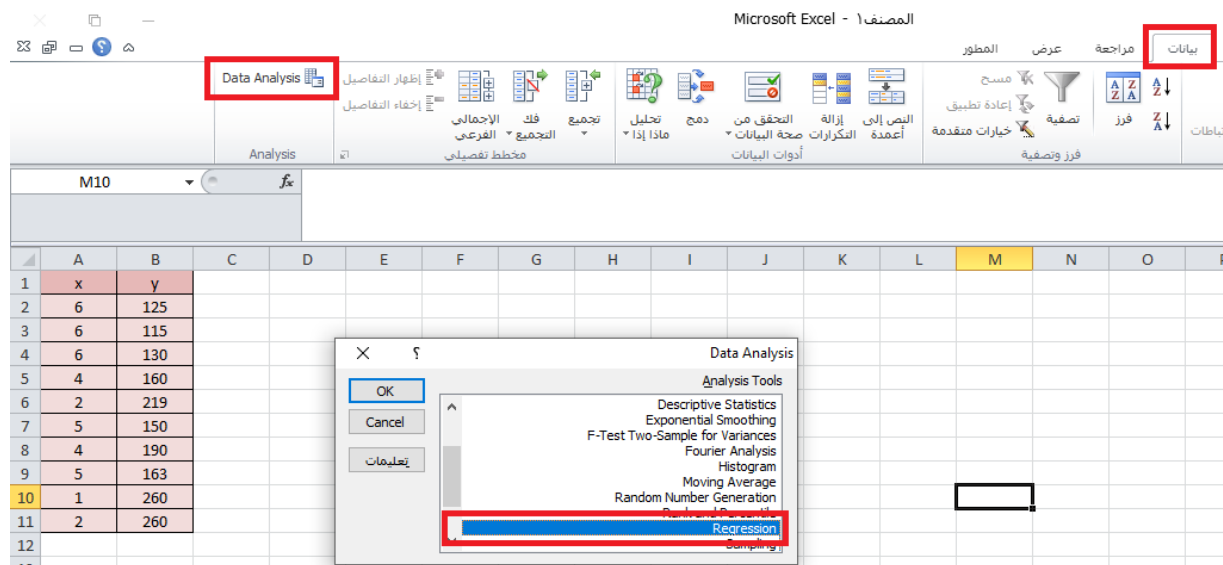 Microsoft Excel - المصنف١
بيانات
مراجعة
عرض
المطور
فرز
تصفية
مسح
إعادة تطبيق
خيارات متقدمة
فرز وتصفية
النص إلى أعمدة
إزالة التكرارات
التحقق من صحة البيانات
دمج
تحليل ماذا إذا
أدوات البيانات
تجميع
فك التجميع
الإجمالي الفرعي
إظهار التفاصيل
إخفاء التفاصيل
مخطط تفصيلي
Data Analysis
Analysis
M10 fx
A B C D E F G H I J K L M N O
1 x y
2 6 125
3 6 115
4 6 130
5 4 160
6 2 219
7 5 150
8 4 190
9 5 163
10 1 260
11 2 260
12
Data Analysis
Analysis Tools
Descriptive Statistics
Exponential Smoothing
F-Test Two-Sample for Variances
Fourier Analysis
Histogram
Moving Average
Random Number Generation
Rank and Percentile
Regression
Sampling
OK
Cancel
تعليمات